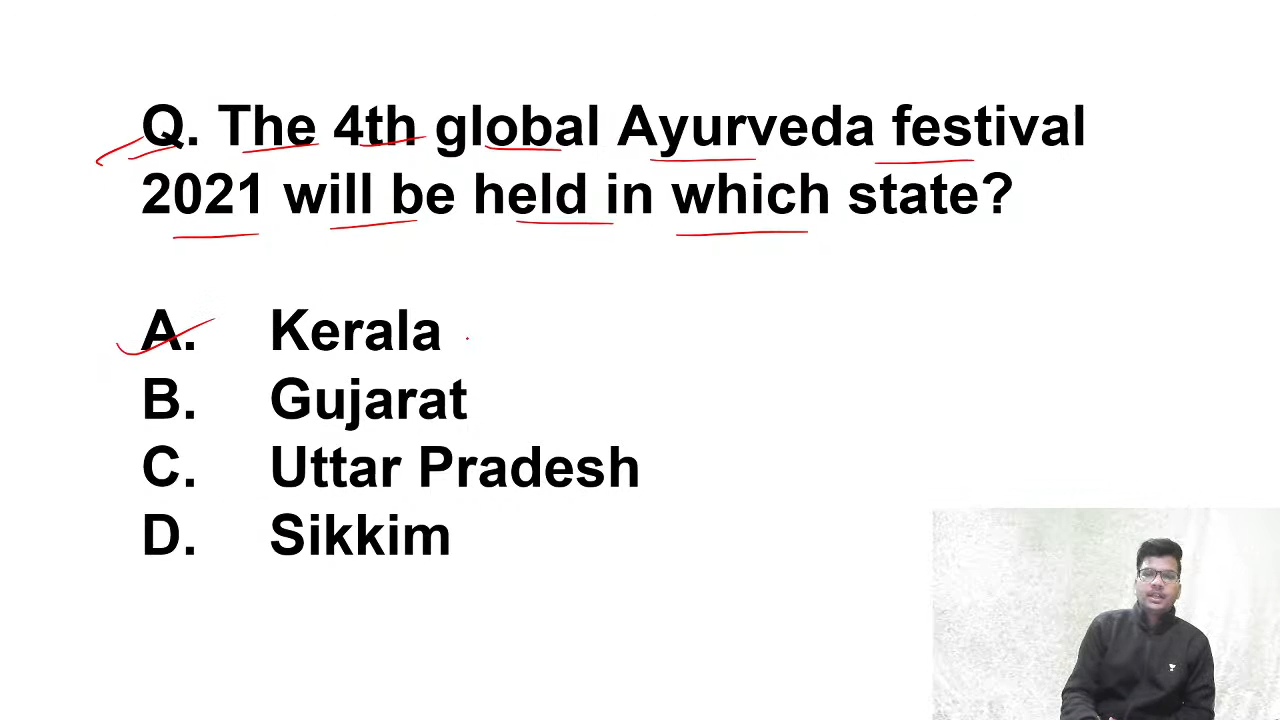 Q. The 4th global Ayurveda festival
2021 will be held in which state?
A. Kerala
B. Gujarat
C. Uttar Pradesh
D. Sikkim